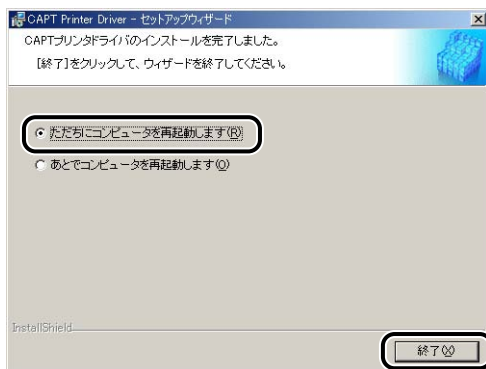 CAPT Printer Driver - セットアップウィザード
CAPTプリンタドライバのインストールを完了しました。
［終了］をクリックして、ウィザードを終了してください。
ただちにコンピュータを再起動します(R)
あとでコンピュータを再起動します(O)
InstallShield
終了(X)